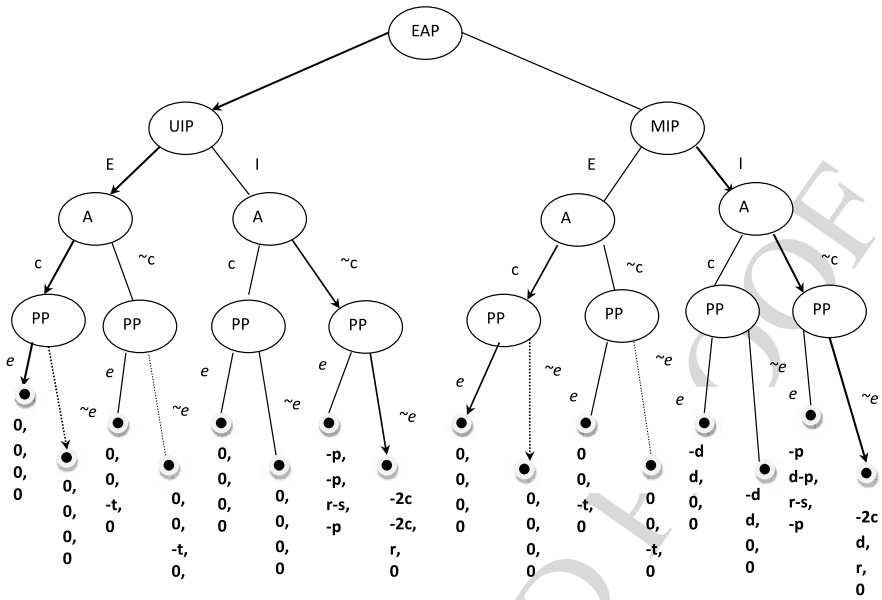 EAP
UIP MIP
E I E I
A A A A
c ~c c ~c c ~c c ~c
PP PP PP PP PP PP PP PP
e ~e e ~e e ~e e ~e e ~e e ~e e ~e e ~e
0,
0,
0,
0
0,
0,
0,
0
0,
0,
-t,
0
0,
0,
-t,
0,
0,
0,
0,
0
0,
0,
0,
0
-p,
-p,
r-s,
-p
-2c
-2c,
r,
0
0,
0,
0,
0
0,
0,
0,
0
0
0,
-t,
0
0
0,
-t,
0
-d
d,
0,
0
-d
d,
0,
0
-p
d-p,
r-s,
-p
-2c
d,
r,
0
OF PROOF